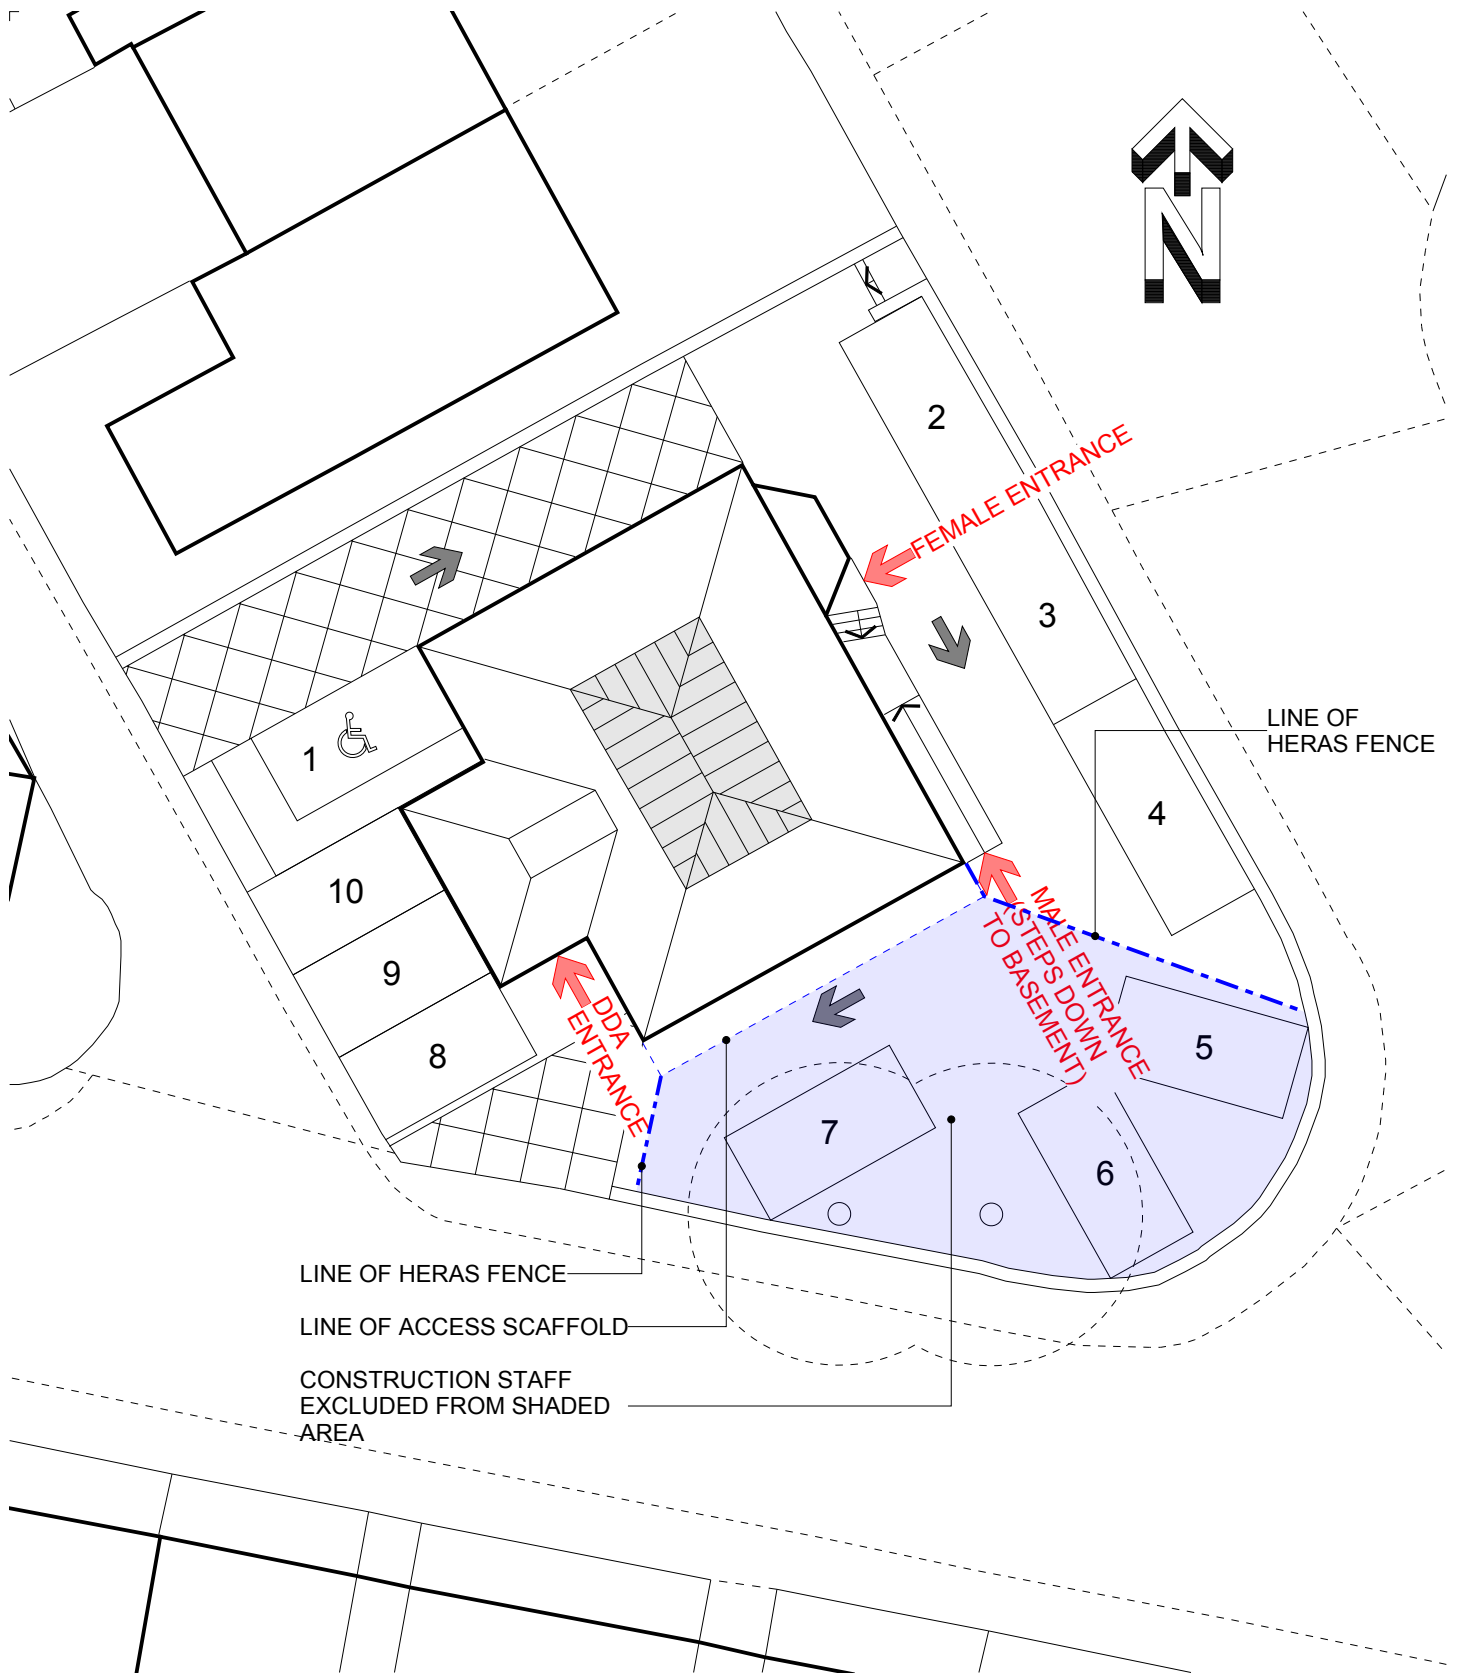 N
2
FEMALE ENTRANCE
3
LINE OF
HERAS FENCE
1
4
10
MALE ENTRANCE
(STEPS DOWN
TO BASEMENT)
9
DDA
ENTRANCE
8
5
7
6
LINE OF HERAS FENCE
LINE OF ACCESS SCAFFOLD
CONSTRUCTION STAFF
EXCLUDED FROM SHADED
AREA